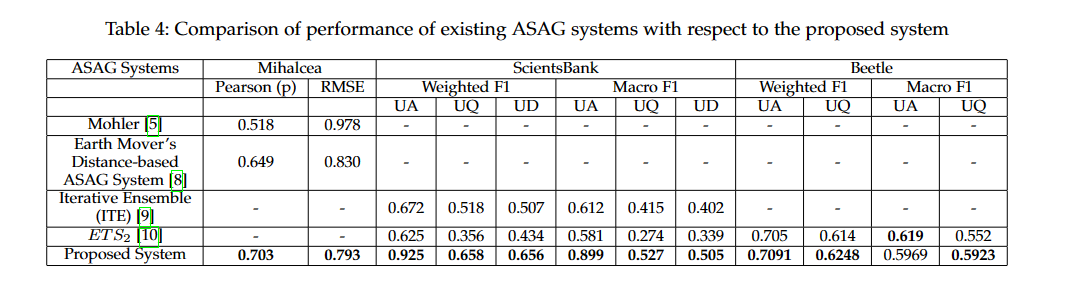 Table 4: Comparison of performance of existing ASAG systems with respect to the proposed system
ASAG Systems Mihalcea ScientsBank Beetle
Pearson (p) RMSE Weighted F1 Macro F1 Weighted F1 Macro F1
UA UQ UD UA UQ UD UA UQ UA UQ
Mohler [5] 0.518 0.978 - - - - - - - - - -
Earth Mover's
Distance-based
ASAG System [8] 0.649 0.830 - - - - - - - - - -
Iterative Ensemble
(ITE) [9] - - 0.672 0.518 0.507 0.612 0.415 0.402 - - - -
ETS2 [10] - - 0.625 0.356 0.434 0.581 0.274 0.339 0.705 0.614 0.619 0.552
Proposed System 0.703 0.793 0.925 0.658 0.656 0.899 0.527 0.505 0.7091 0.6248 0.5969 0.5923